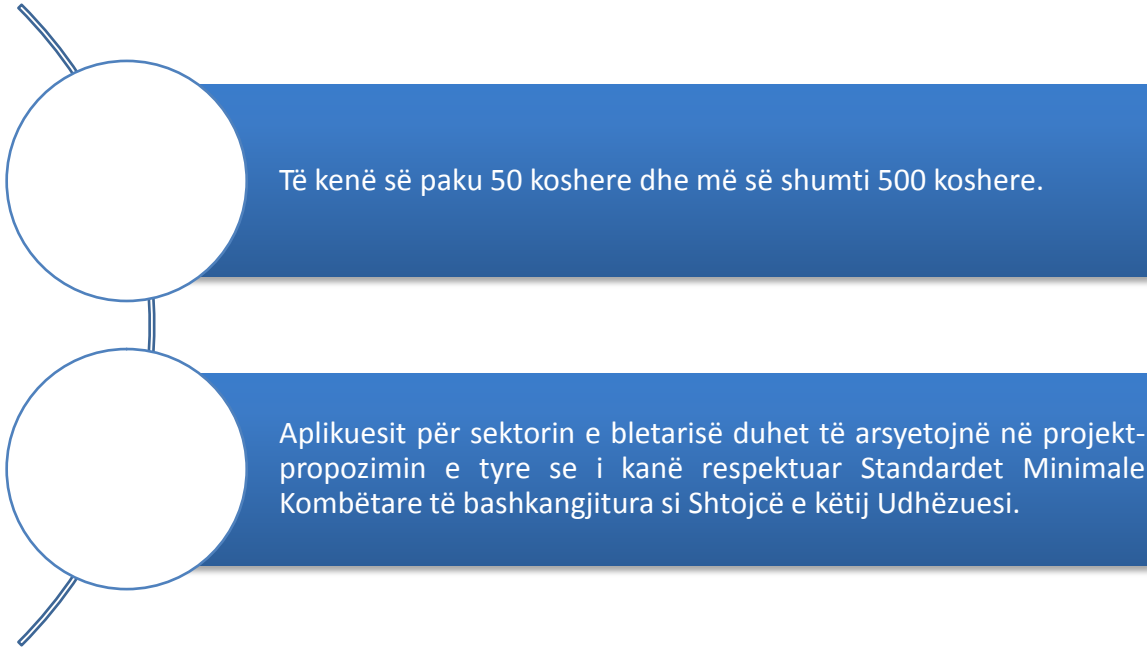 Të kenë së paku 50 koshere dhe më së shumti 500 koshere.
Aplikuesit për sektorin e bletarisë duhet të arsyetojnë në projekt-
propozimin e tyre se i kanë respektuar Standardet Minimale
Kombëtare të bashkangjitura si Shtojcë e këtij Udhëzuesi.